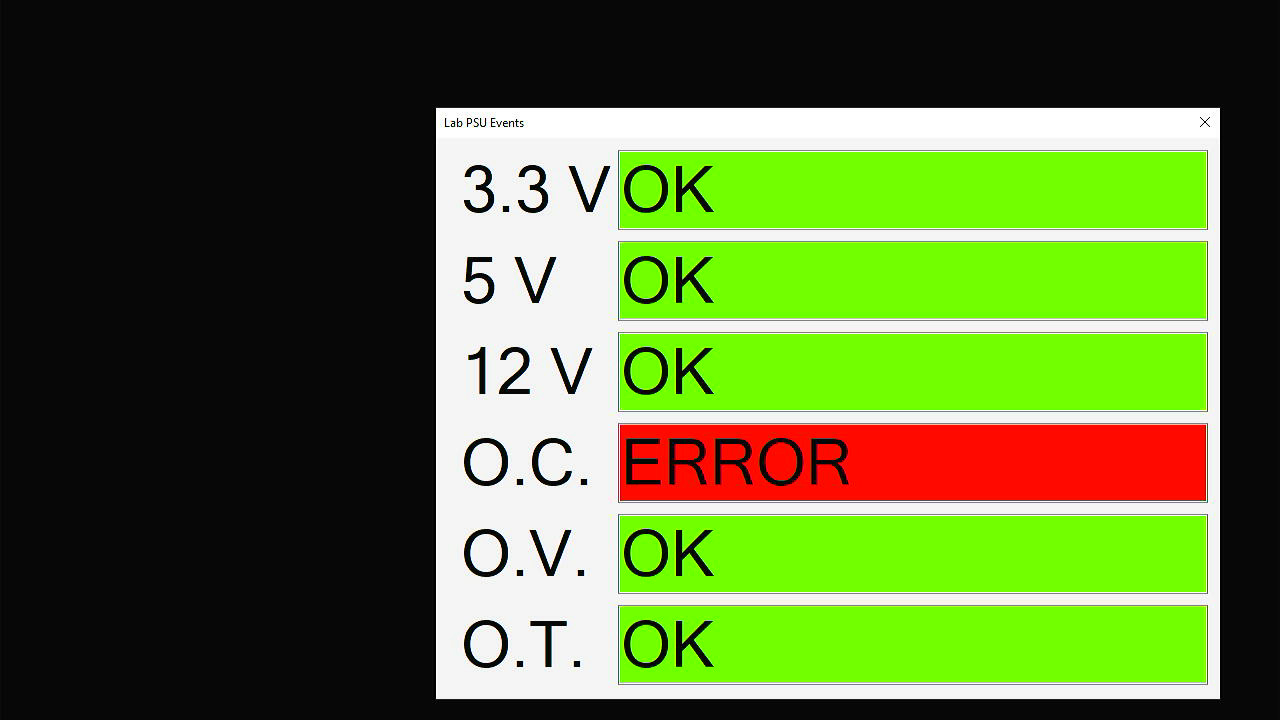 Lab PSU Events
3.3 V OK
5 V OK
12 V OK
O.C. ERROR
O.V. OK
O.T. OK